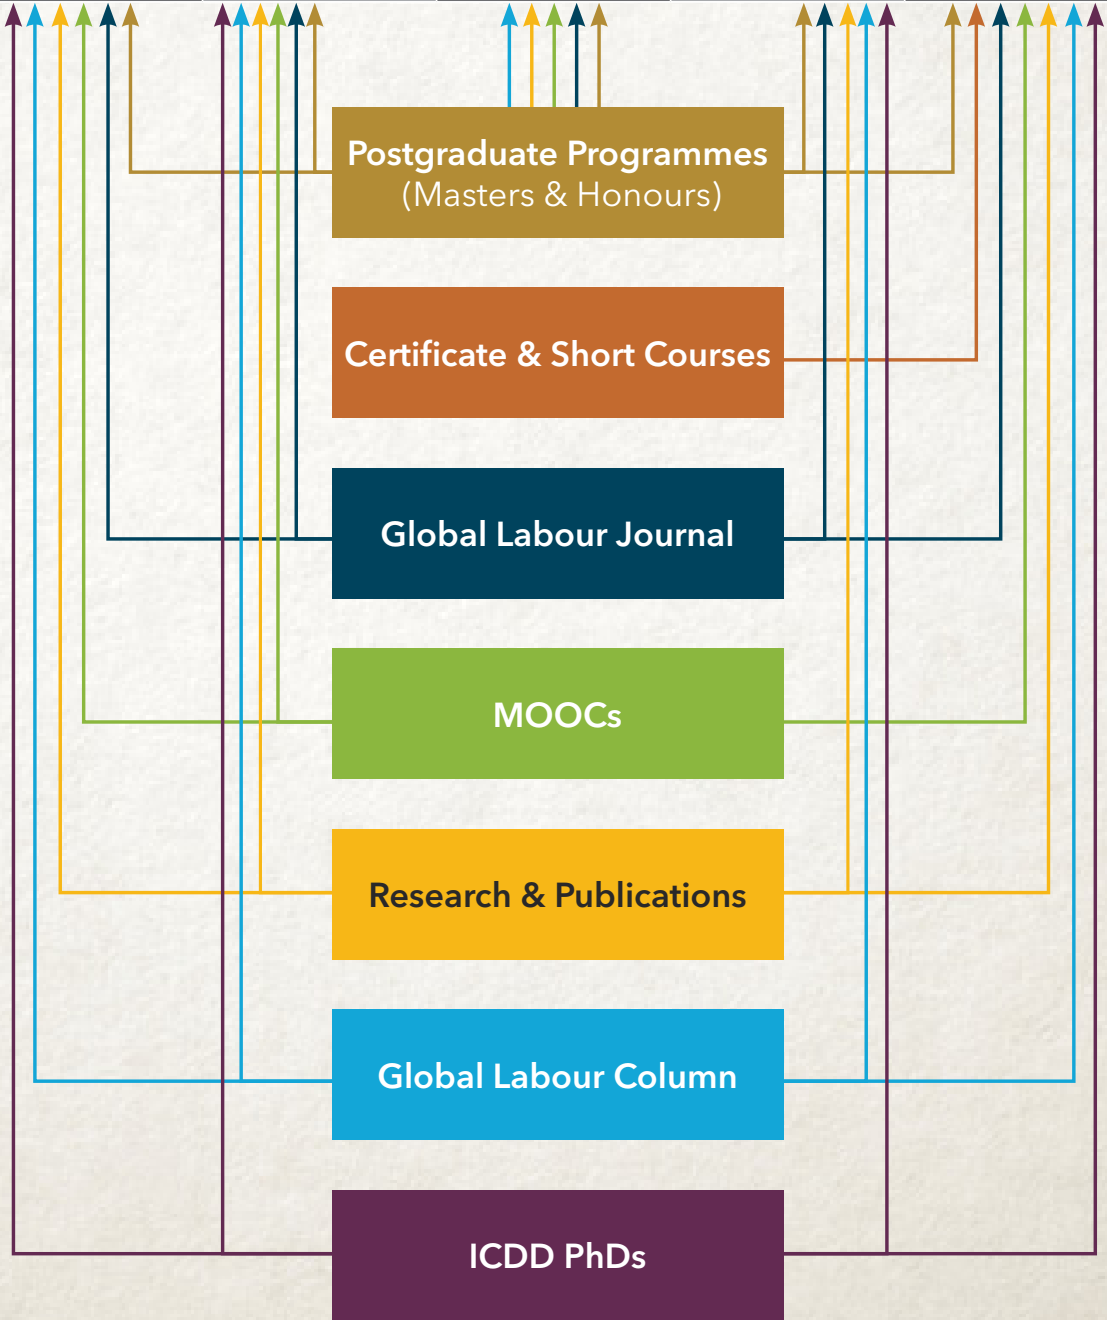 Postgraduate Programmes
(Masters & Honours)
Certificate & Short Courses
Global Labour Journal
MOOCs
Research & Publications
Global Labour Column
ICDD PhDs